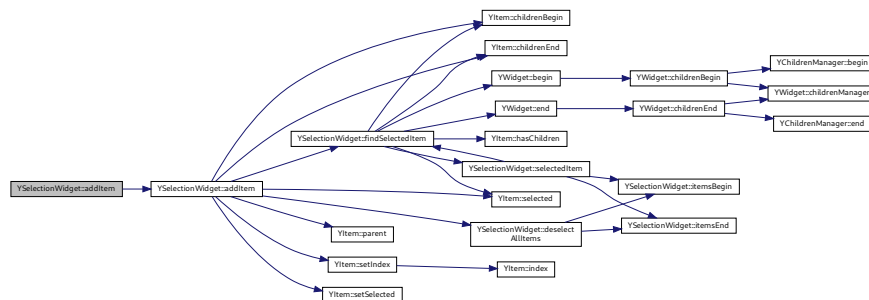 YItem::childrenBegin
YItem::childrenEnd
YChildrenManager::begin
YWidget::begin
YWidget::childrenBegin
YWidget::childrenManager
YWidget::end
YWidget::childrenEnd
YChildrenManager::end
YSelectionWidget::findSelectedItem
YItem::hasChildren
YSelectionWidget::selectedItem
YSelectionWidget::addItem
YSelectionWidget::addItem
YSelectionWidget::itemsBegin
YItem::selected
YSelectionWidget::itemsEnd
YItem::parent
YSelectionWidget::deselect
AllItems
YItem::setIndex
YItem::index
YItem::setSelected